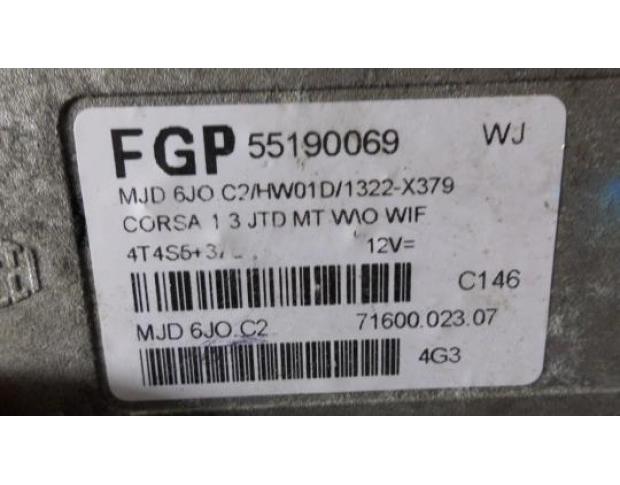 FGP 55190069 WJ
MJD 6JO.C2/HW01D/1322-X379
CORSA 1 3 JTD MT W\O WIF
12V=
C146
MJD 6JO.C2 71600.023.07
4G3